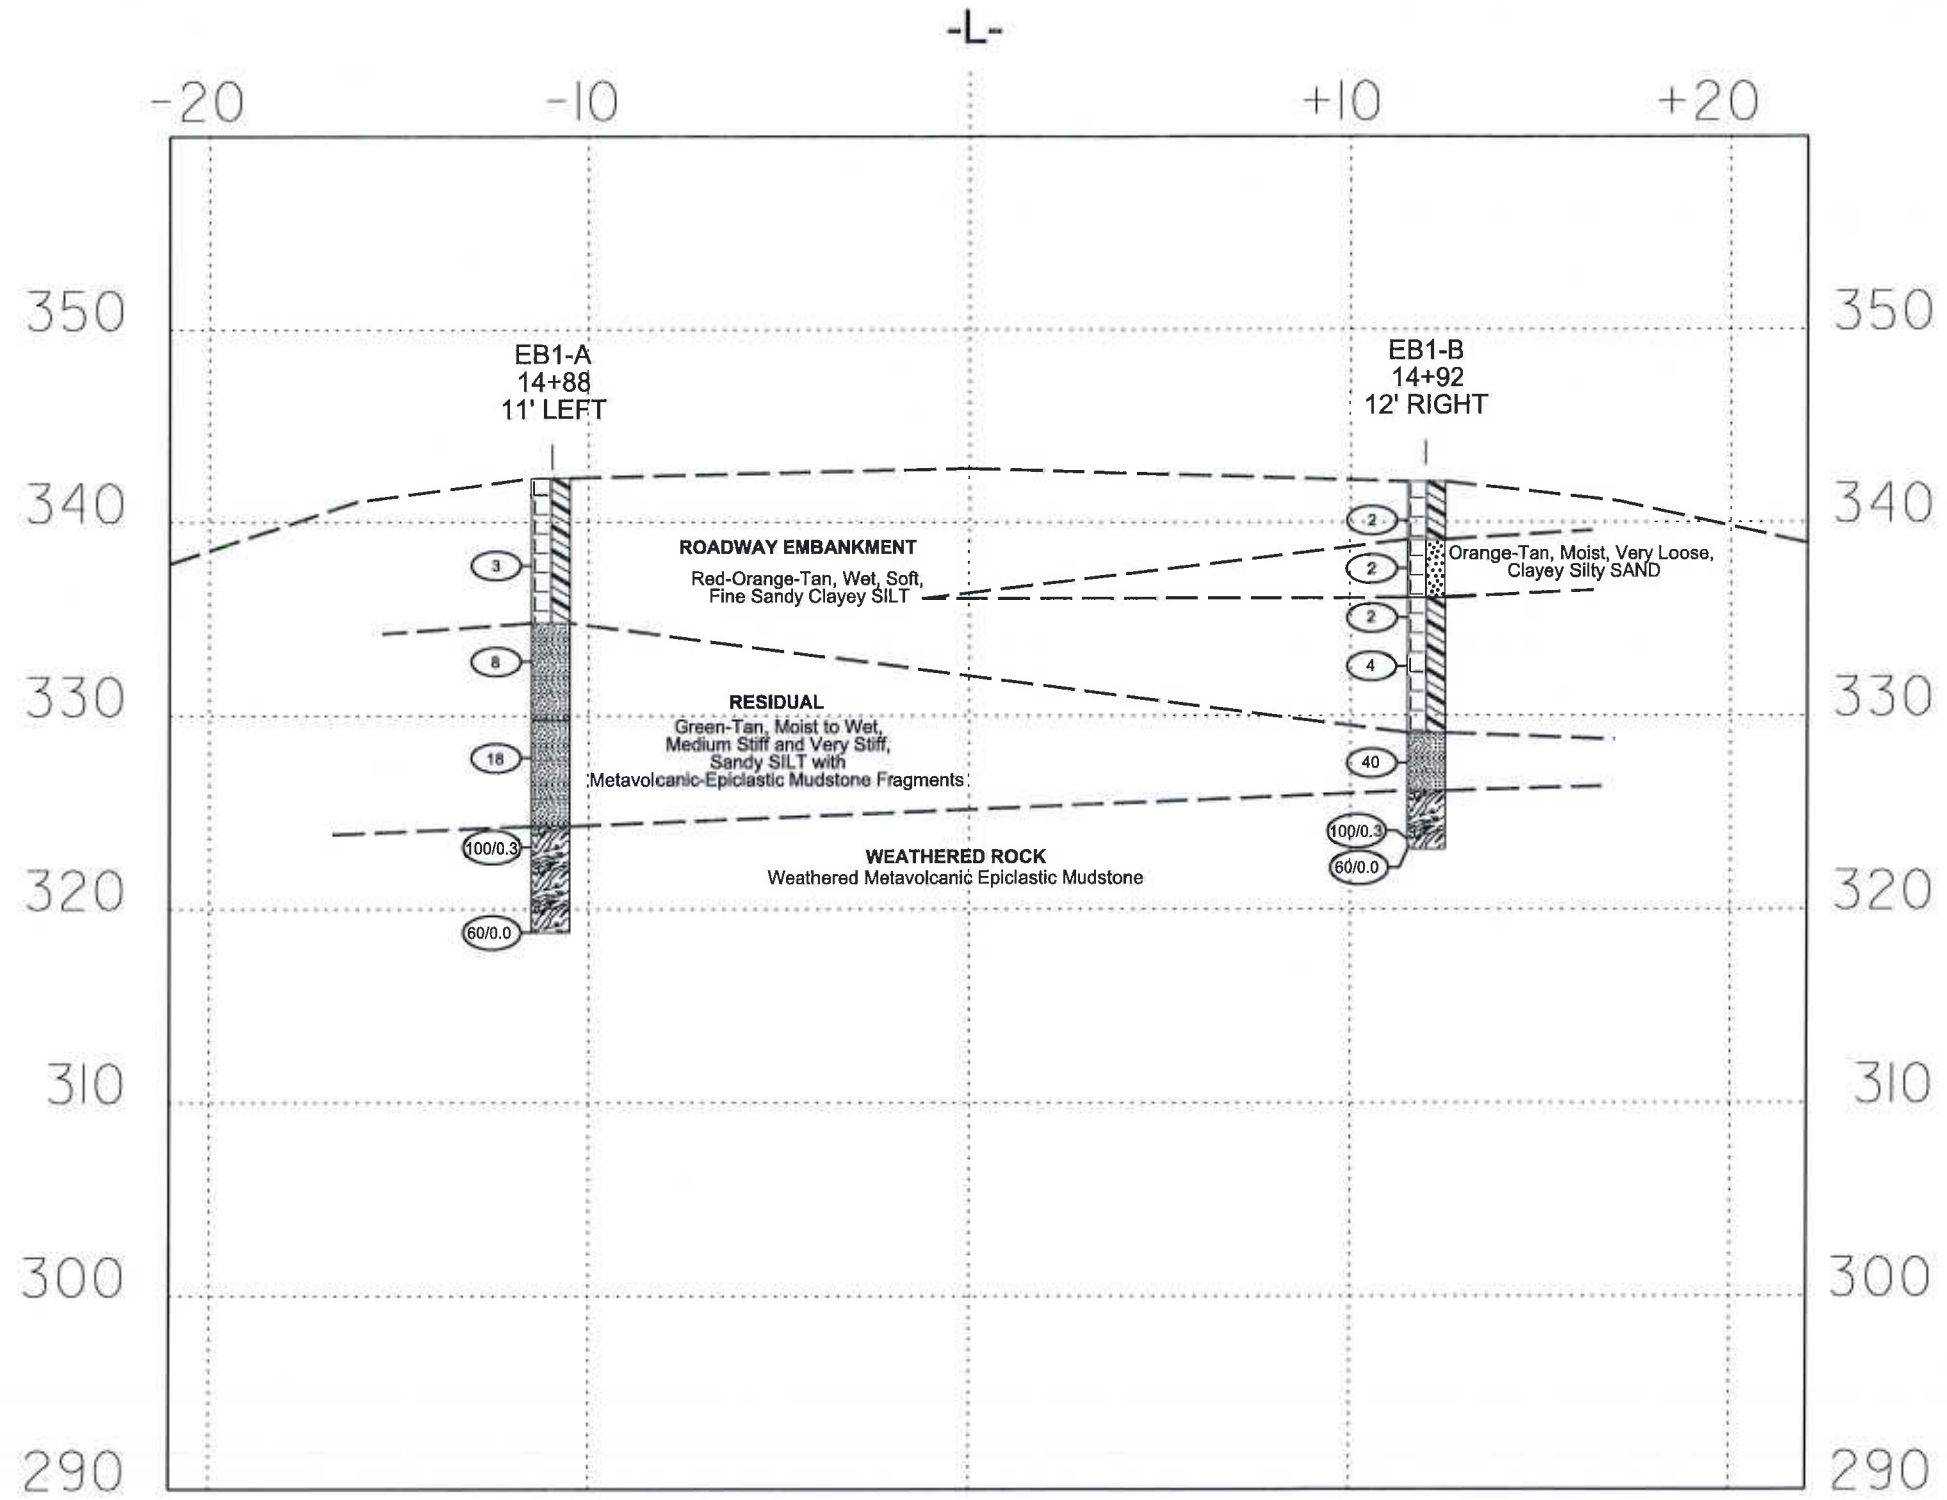 -L-
-20 -10 +10 +20
350 350
EB1-A
14+88
11' LEFT
EB1-B
14+92
12' RIGHT
340 340
2
ROADWAY EMBANKMENT
Red-Orange-Tan, Wet, Soft,
Fine Sandy Clayey SILT
Orange-Tan, Moist, Very Loose,
Clayey Silty SAND
3
2
2
8
4
330 330
RESIDUAL
Green-Tan, Moist to Wet,
Medium Stiff and Very Stiff,
Sandy SILT with
Metavolcanic-Epiclastic Mudstone Fragments
18
40
100/0.3
100/0.3
WEATHERED ROCK
Weathered Metavolcanic Epiclastic Mudstone
60/0.0
320 320
60/0.0
310 310
300 300
290 290